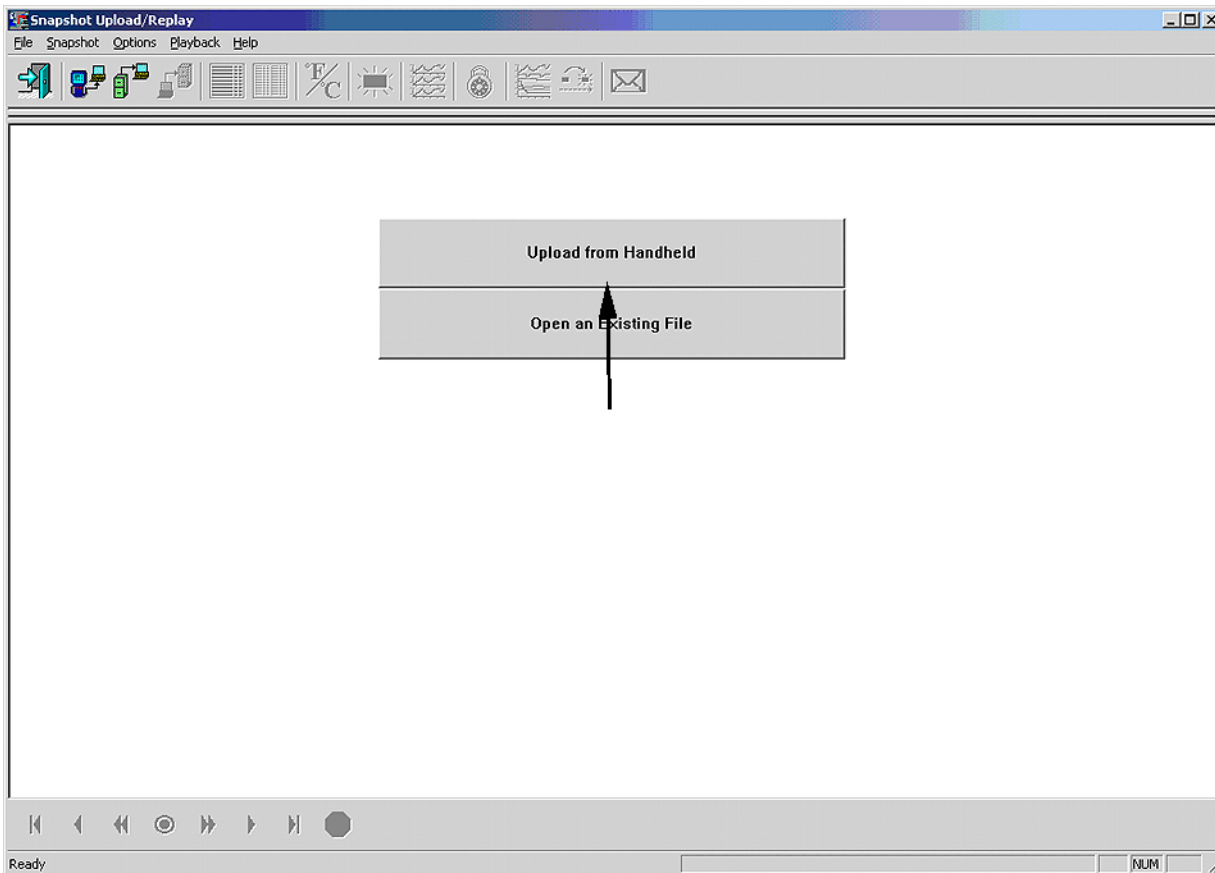 Snapshot Upload/Replay
File Snapshot Options Playback Help
°F/°C
Upload from Handheld
Open an Existing File
Ready
NUM